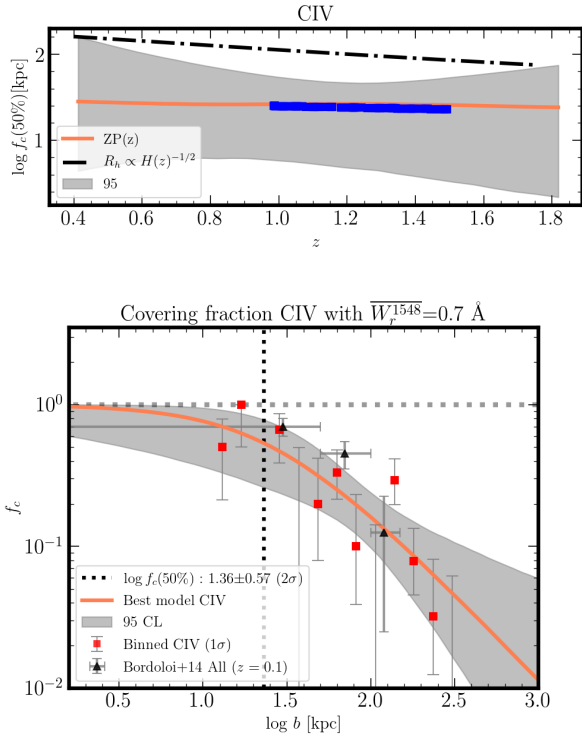 CIV
log f_c(50%)[kpc]
2
1
ZP(z)
R_h ∝ H(z)^{-1/2}
95
0.4 0.6 0.8 1.0 1.2 1.4 1.6 1.8
z
Covering fraction CIV with \overline{W_r^{1548}}=0.7 Å
f_c
10^0
10^{-1}
10^{-2}
log f_c(50%) : 1.36±0.57 (2σ)
Best model CIV
95 CL
Binned CIV (1σ)
Bordoloi+14 All (z = 0.1)
0.5 1.0 1.5 2.0 2.5 3.0
log b [kpc]